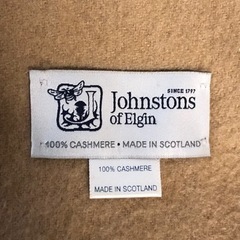 SINCE 1797
Johnstons
of Elgin
100% CASHMERE • MADE IN SCOTLAND
100% CASHMERE
MADE IN SCOTLAND